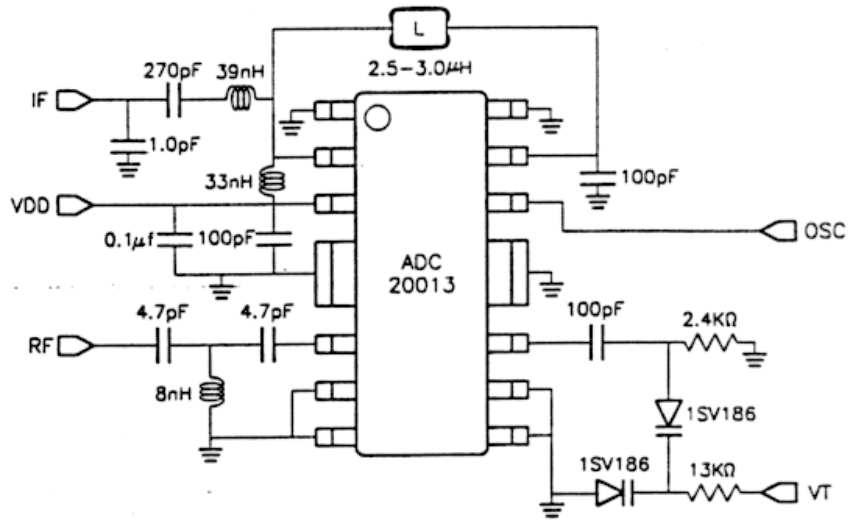 L
2.5-3.0μH
270pF
39nH
IF
1.0pF
33nH
100pF
VDD
OSC
0.1μf
100pF
ADC
20013
4.7pF
4.7pF
100pF
2.4KΩ
RF
8nH
1SV186
1SV186
13KΩ
VT